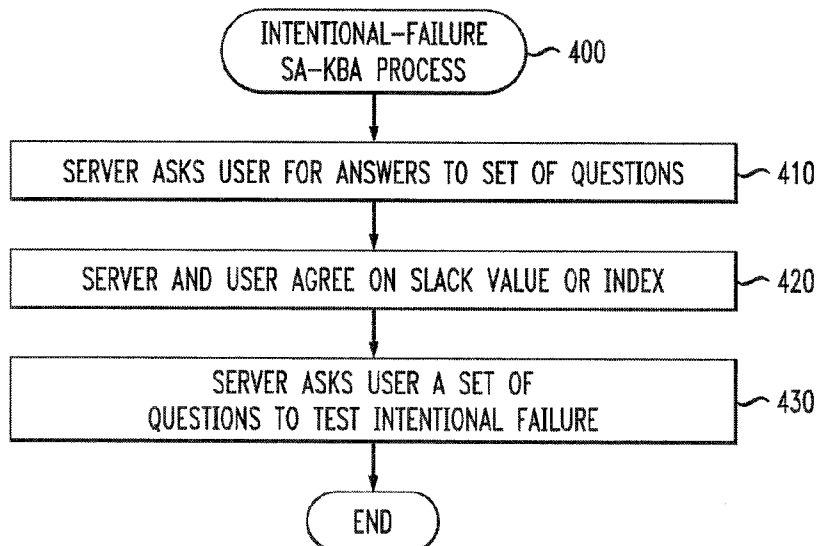 INTENTIONAL-FAILURE
SA-KBA PROCESS
400
SERVER ASKS USER FOR ANSWERS TO SET OF QUESTIONS
410
SERVER AND USER AGREE ON SLACK VALUE OR INDEX
420
SERVER ASKS USER A SET OF
QUESTIONS TO TEST INTENTIONAL FAILURE
430
END